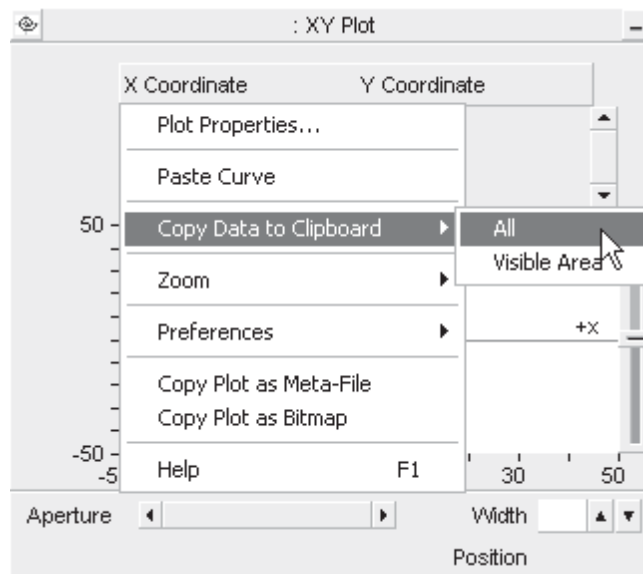 : XY Plot
X Coordinate Y Coordinate
Plot Properties...
Paste Curve
50
Copy Data to Clipboard
All
Visible Area
Zoom
Preferences
+x
Copy Plot as Meta-File
Copy Plot as Bitmap
-50
Help F1
-5 30 50
Aperture Width
Position